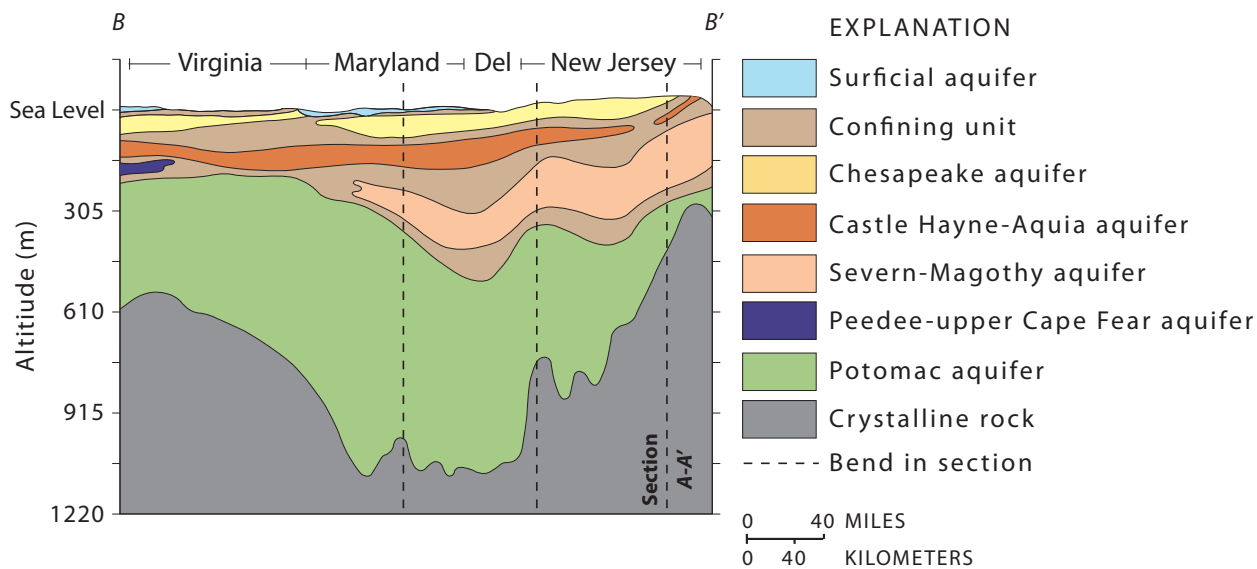 B
B’
Virginia
Maryland
Del
New Jersey
Sea Level
305
610
915
1220
Altitiude (m)
Section
A-A’
EXPLANATION
Surficial aquifer
Confining unit
Chesapeake aquifer
Castle Hayne-Aquia aquifer
Severn-Magothy aquifer
Peedee-upper Cape Fear aquifer
Potomac aquifer
Crystalline rock
Bend in section
0 40 MILES
0 40
KILOMETERS